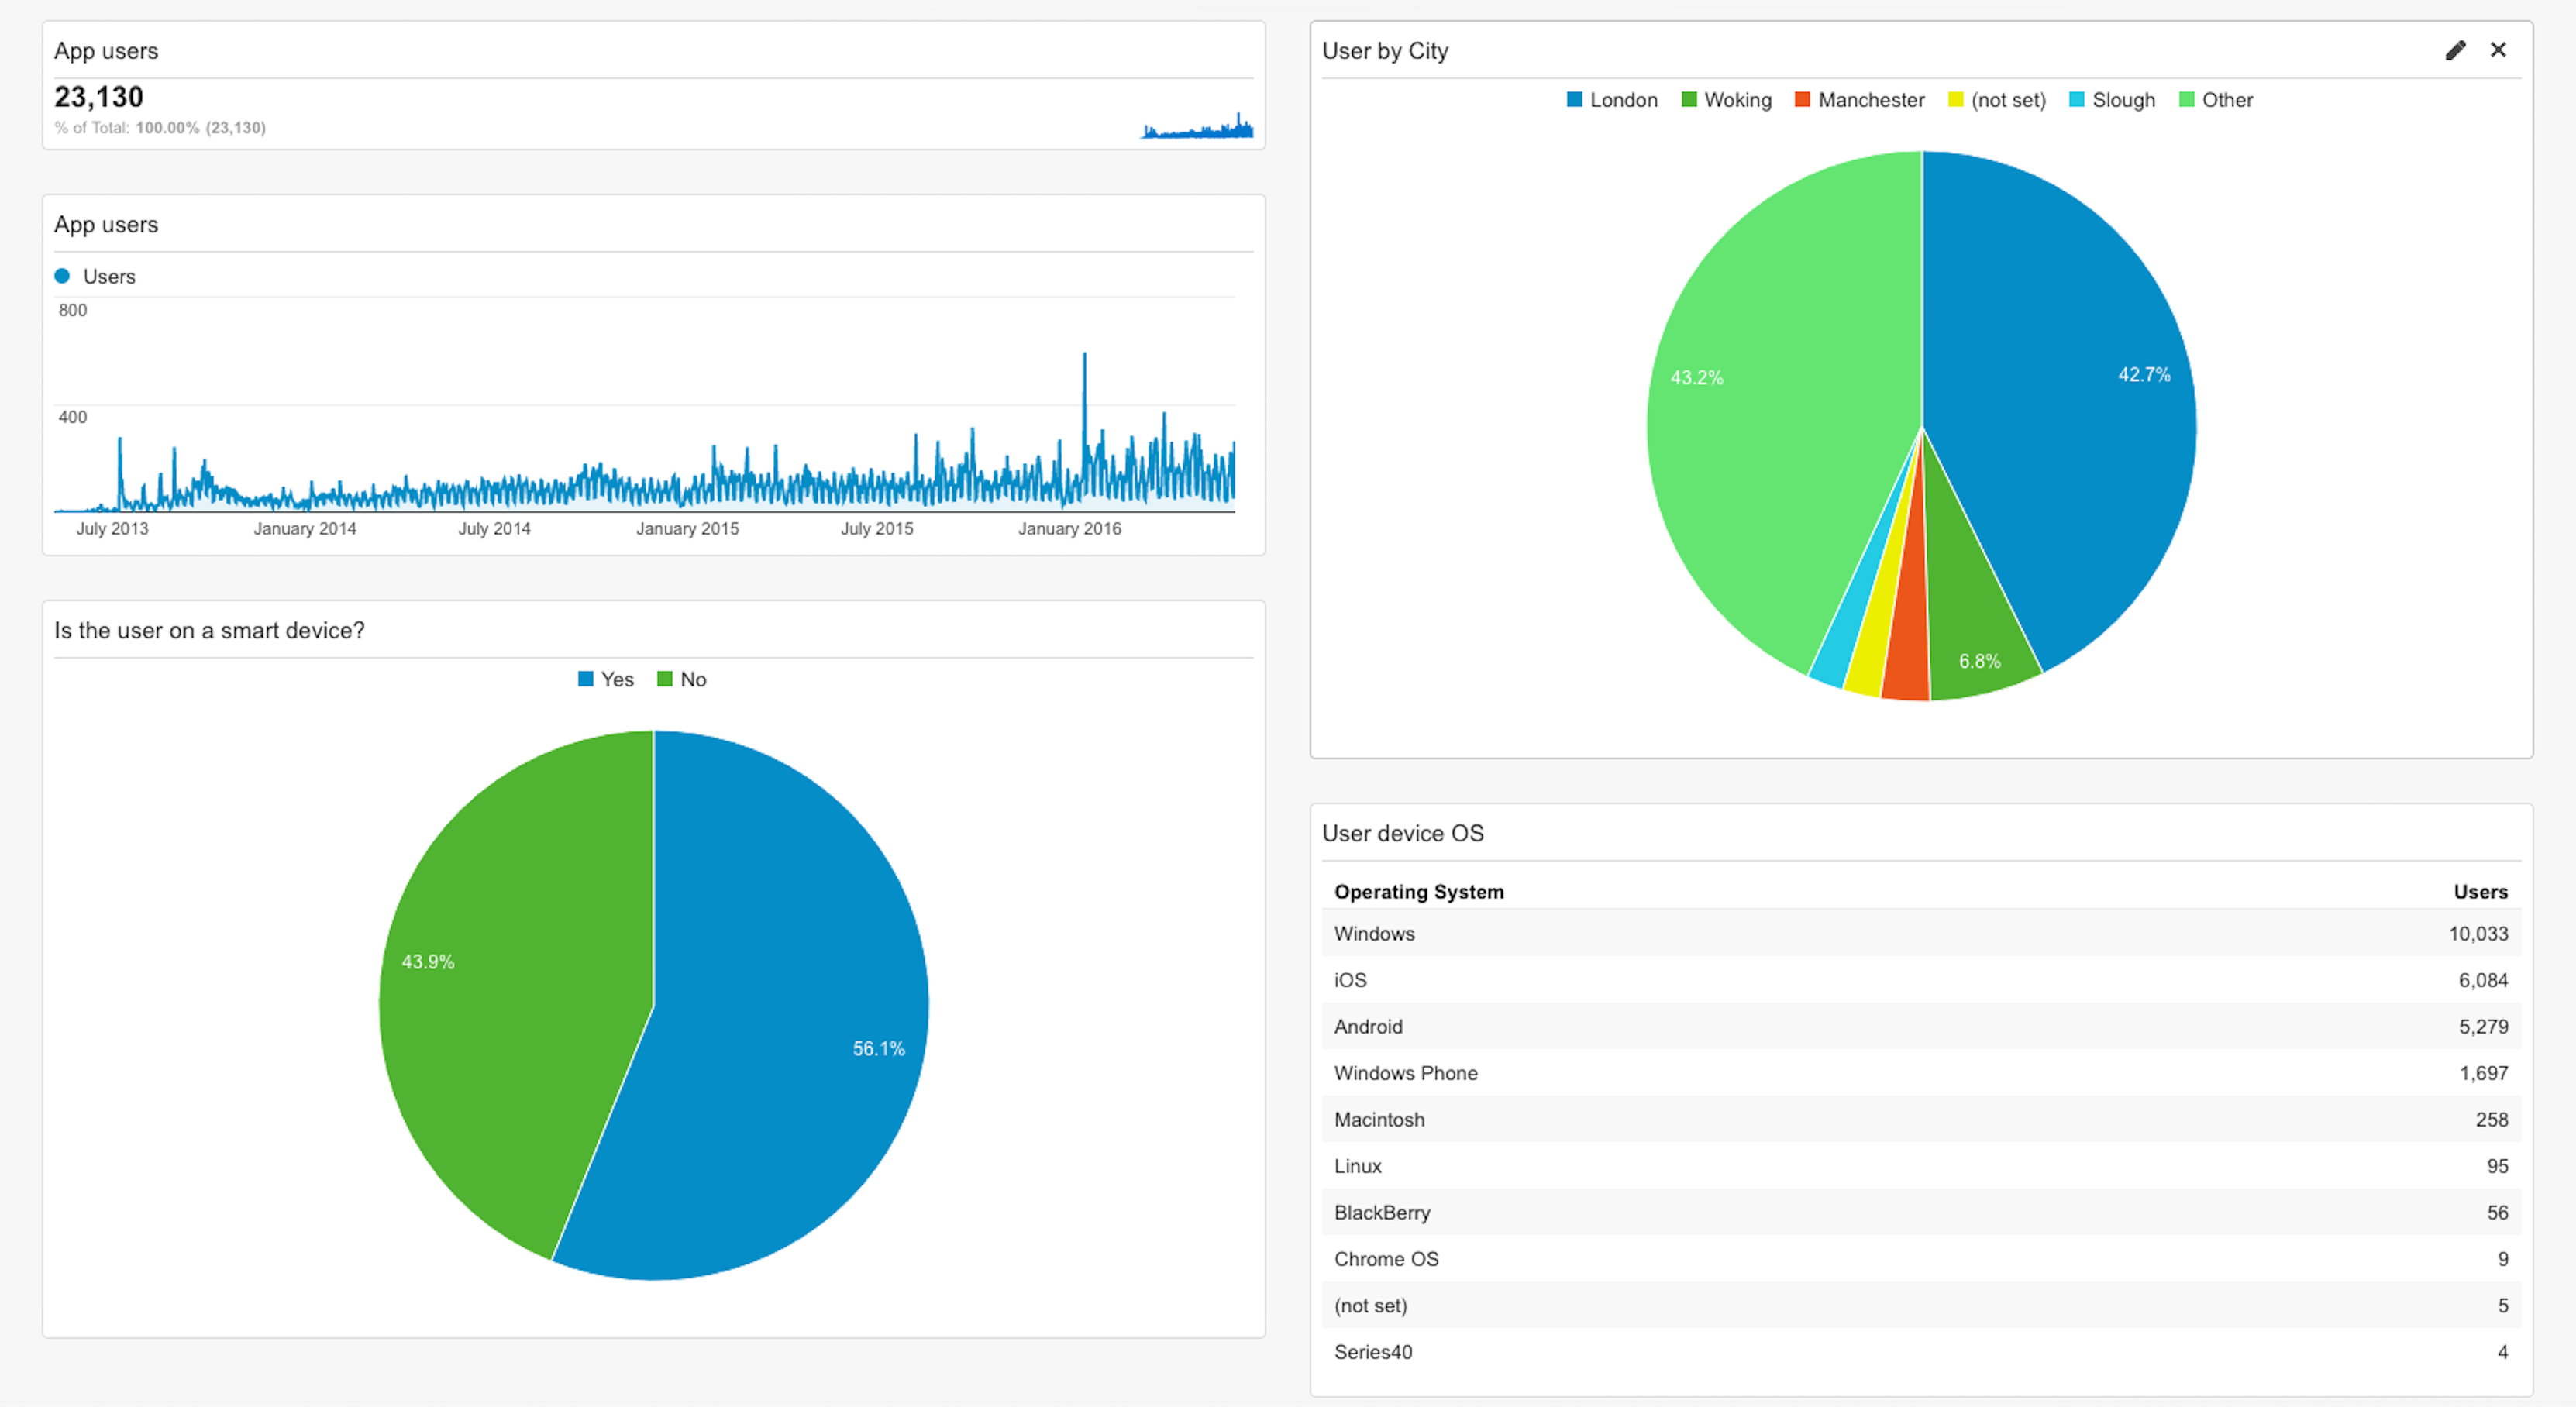 App users
23,130
% of Total: 100.00% (23,130)
App users
Users
800
400
July 2013 January 2014 July 2014 January 2015 July 2015 January 2016
Is the user on a smart device?
Yes No
43.9%
56.1%
User by City
London Woking Manchester (not set) Slough Other
43.2%
42.7%
6.8%
User device OS
Operating System Users
Windows 10,033
iOS 6,084
Android 5,279
Windows Phone 1,697
Macintosh 258
Linux 95
BlackBerry 56
Chrome OS 9
(not set) 5
Series40 4